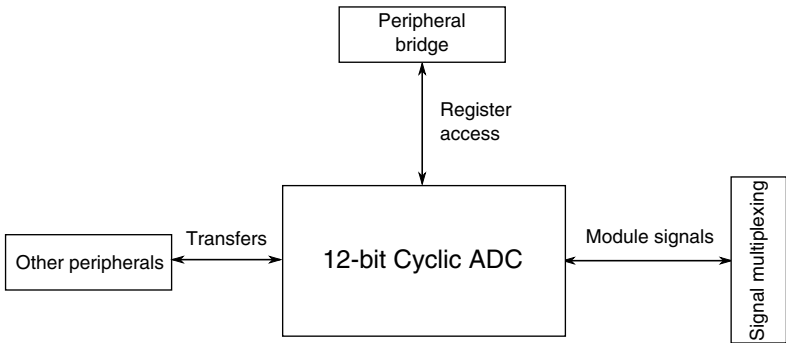 Peripheral
bridge
Register
access
Transfers
Module signals
Other peripherals
12-bit Cyclic ADC
Signal multiplexing